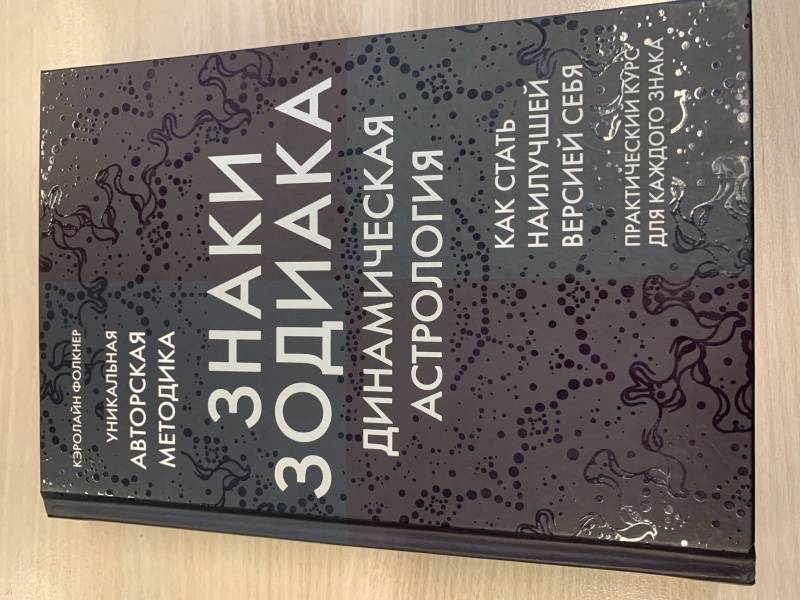 КЭРОЛАЙН ФОЛКНЕР
УНИКАЛЬНАЯ
АВТОРСКАЯ
МЕТОДИКА
ЗНАКИ
ЗОДИАКА
ДИНАМИЧЕСКАЯ
АСТРОЛОГИЯ
КАК СТАТЬ
НАИЛУЧШЕЙ
ВЕРСИЕЙ СЕБЯ
ПРАКТИЧЕСКИЙ КУРС
ДЛЯ КАЖДОГО ЗНАКА